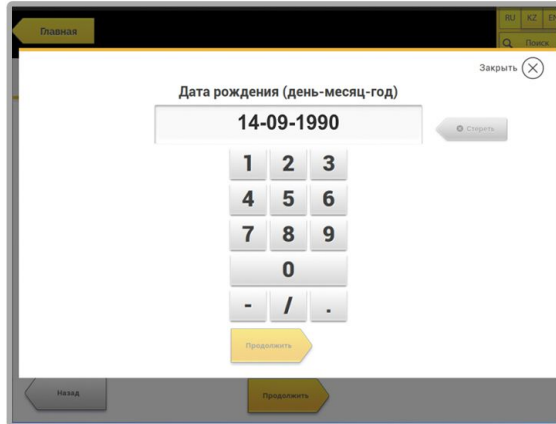 Главная
RU KZ EN
Поиск
Закрыть
Дата рождения (день-месяц-год)
14-09-1990
Стереть
1 2 3
4 5 6
7 8 9
0
- / .
Продолжить
Назад
Продолжить